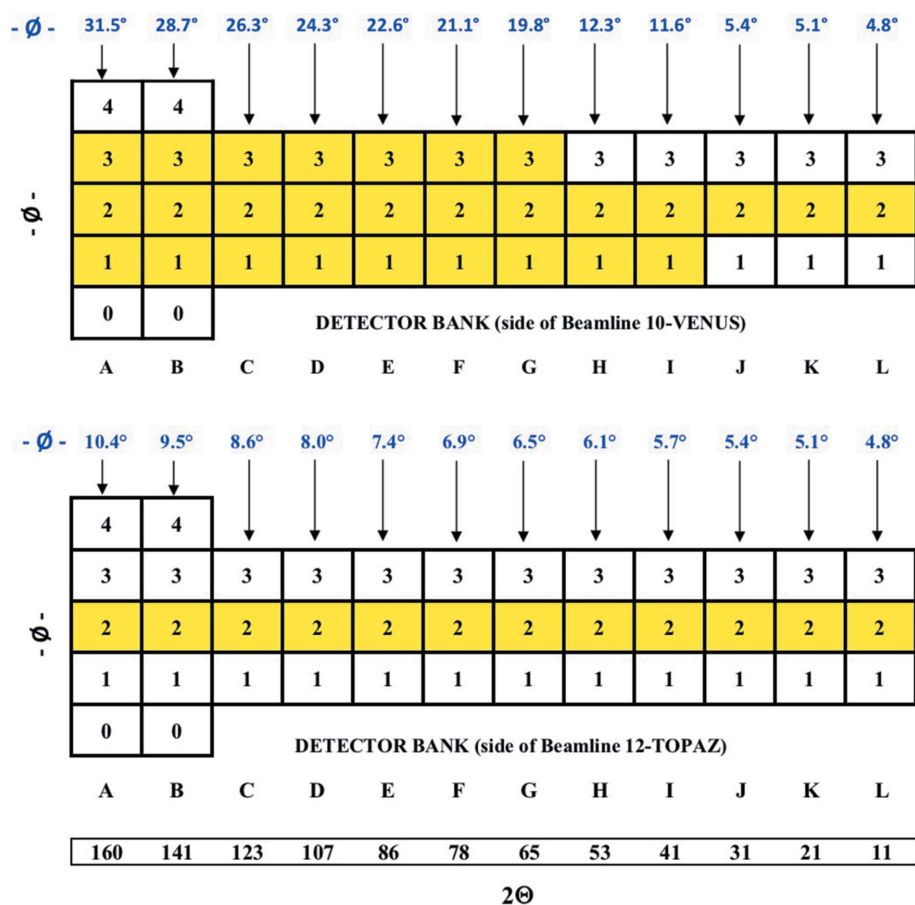 - Ø - 31.5° 28.7° 26.3° 24.3° 22.6° 21.1° 19.8° 12.3° 11.6° 5.4° 5.1° 4.8°
4 4
3 3 3 3 3 3 3 3 3 3 3 3
- Ø -
2 2 2 2 2 2 2 2 2 2 2 2
1 1 1 1 1 1 1 1 1 1 1 1
0 0
DETECTOR BANK (side of Beamline 10-VENUS)
A B C D E F G H I J K L
- Ø - 10.4° 9.5° 8.6° 8.0° 7.4° 6.9° 6.5° 6.1° 5.7° 5.4° 5.1° 4.8°
4 4
3 3 3 3 3 3 3 3 3 3 3 3
- Ø -
2 2 2 2 2 2 2 2 2 2 2 2
1 1 1 1 1 1 1 1 1 1 1 1
0 0
DETECTOR BANK (side of Beamline 12-TOPAZ)
A B C D E F G H I J K L
160 141 123 107 86 78 65 53 41 31 21 11
2Θ